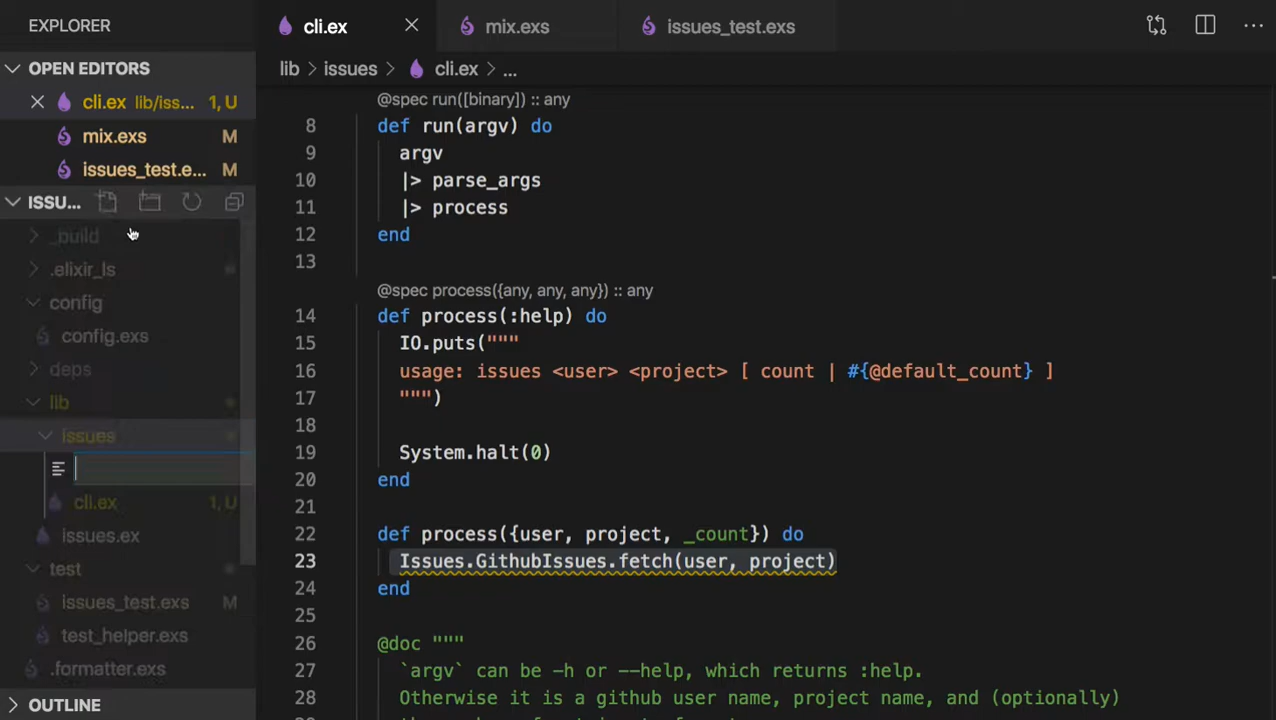 EXPLORER
cli.ex
mix.exs
issues_test.exs
OPEN EDITORS
lib > issues > cli.ex > ...
cli.ex lib/iss... 1, U
mix.exs M
issues_test.e... M
ISSU...
_build
.elixir_ls
config
config.exs
deps
lib
issues
cli.ex 1, U
issues.ex
test
issues_test.exs M
test_helper.exs
.formatter.exs
OUTLINE
@spec run([binary]) :: any
8 def run(argv) do
9 argv
10 |> parse_args
11 |> process
12 end
13
@spec process({any, any, any}) :: any
14 def process(:help) do
15 IO.puts("""
16 usage: issues <user> <project> [ count | #{@default_count} ]
17 """)
18
19 System.halt(0)
20 end
21
22 def process({user, project, _count}) do
23 Issues.GithubIssues.fetch(user, project)
24 end
25
26 @doc """
27 `argv` can be -h or --help, which returns :help.
28 Otherwise it is a github user name, project name, and (optionally)